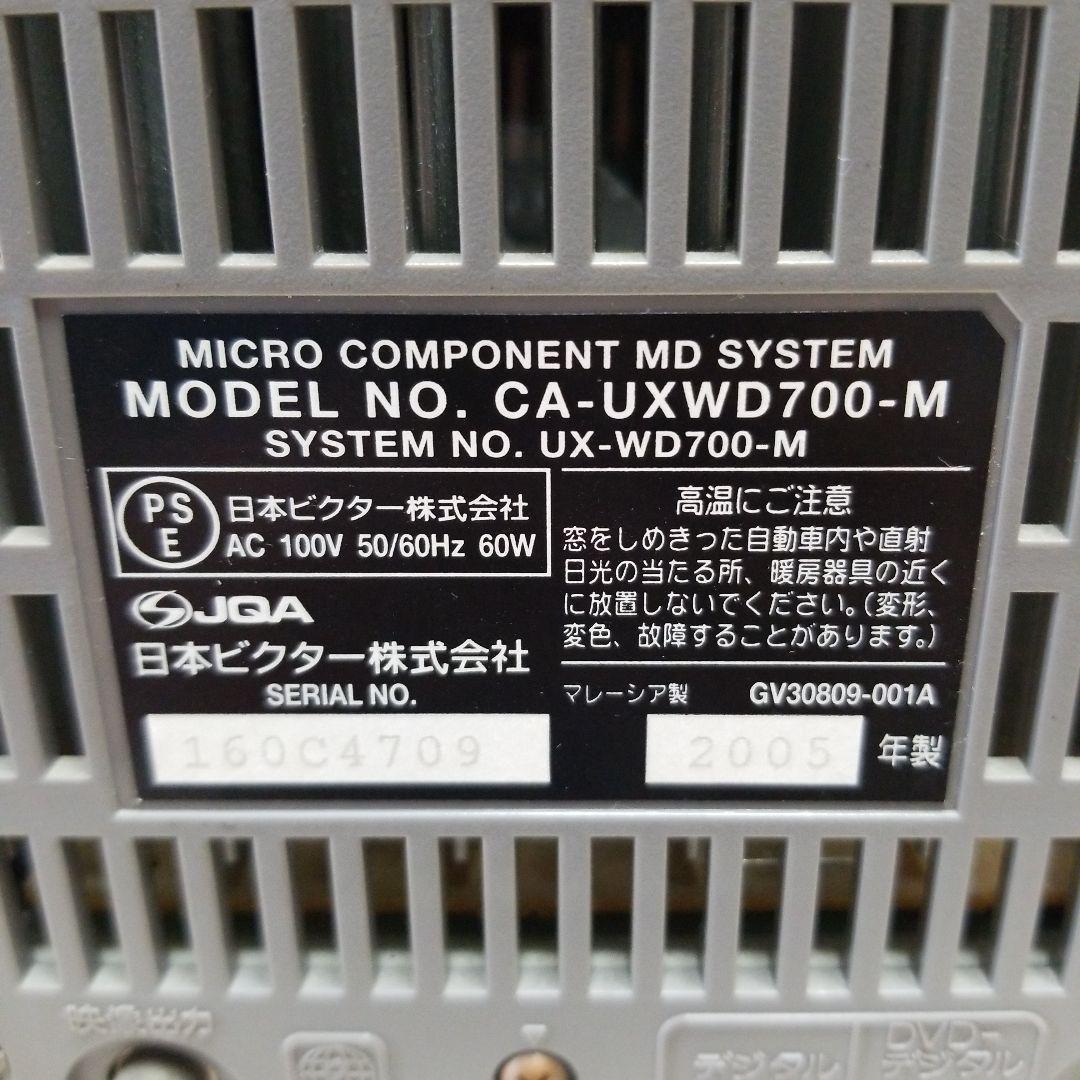 MICRO COMPONENT MD SYSTEM
MODEL NO. CA-UXWD700-M
SYSTEM NO. UX-WD700-M
PS
E
日本ビクター株式会社
AC 100V 50/60Hz 60W
JQA
日本ビクター株式会社
SERIAL NO.
160C4709
高温にご注意
窓をしめきった自動車内や直射
日光の当たる所、暖房器具の近く
に放置しないでください。(変形、
変色、故障することがあります。)
マレーシア製 GV30809-001A
2005 年製
映像出力
デジタル
DVD-
デジタル